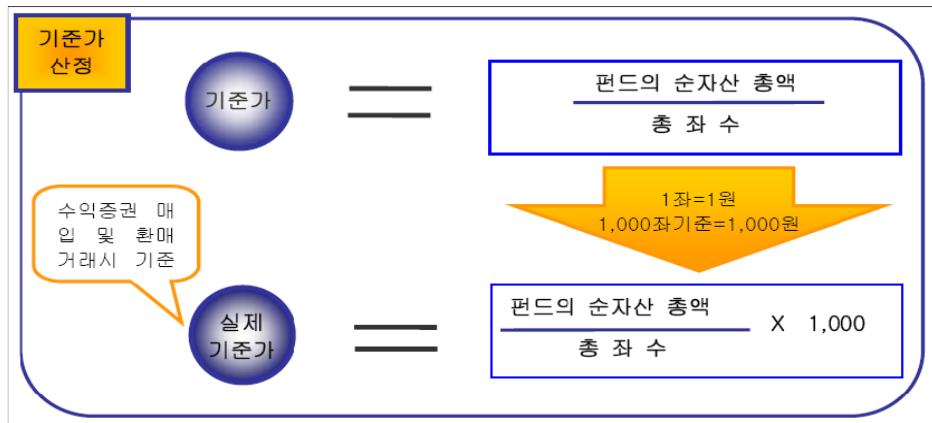 기준가
산정
기준가
펀드의 순자산 총액
총 좌 수
1좌=1원
1,000좌기준=1,000원
수익증권 매
입 및 환매
거래시 기준
실제
기준가
펀드의 순자산 총액
총 좌 수
X 1,000